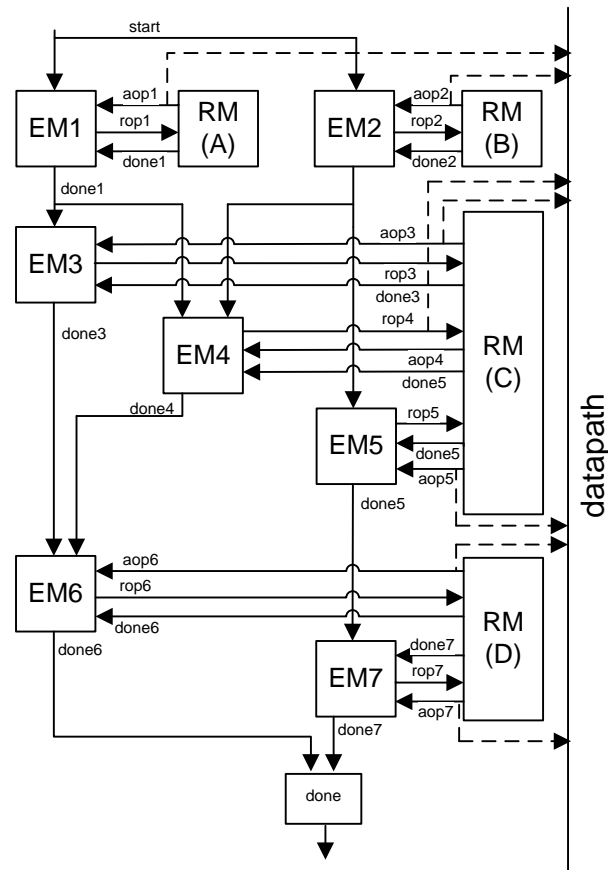 start
aop1
aop2
EM1
rop1
RM
(A)
EM2
rop2
RM
(B)
done1
done2
done1
aop3
EM3
rop3
done3
rop4
done3
EM4
RM
(C)
aop4
done5
done4
rop5
EM5
done5
aop5
done5
datapath
aop6
EM6
rop6
done6
RM
(D)
done6
done7
EM7
rop7
aop7
done7
done